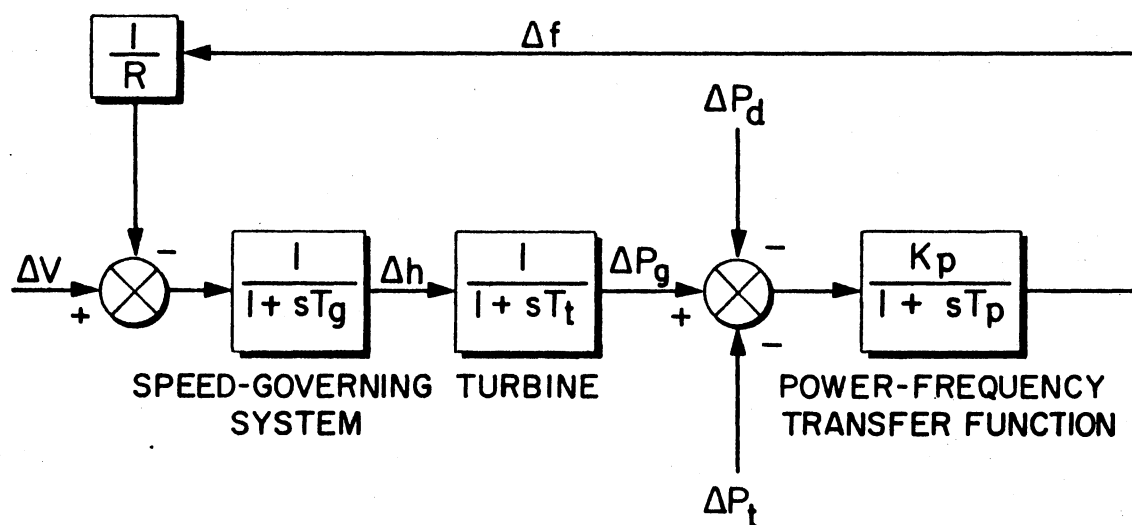 1
R
Δf
ΔP_d
ΔV
+
-
1
1 + sT_g
Δh
1
1 + sT_t
ΔP_g
+
-
-
Kp
1 + sT_p
SPEED-GOVERNING
SYSTEM
TURBINE
POWER-FREQUENCY
TRANSFER FUNCTION
ΔP_t